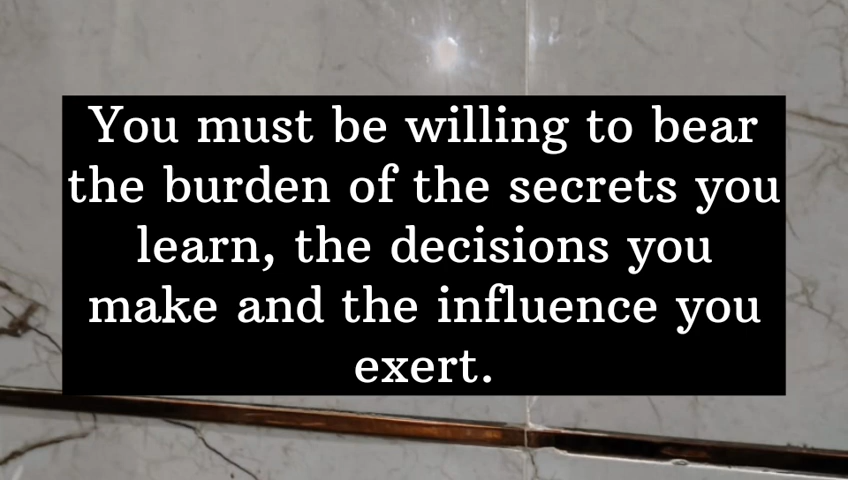 You must be willing to bear
the burden of the secrets you
learn, the decisions you
make and the influence you
exert.